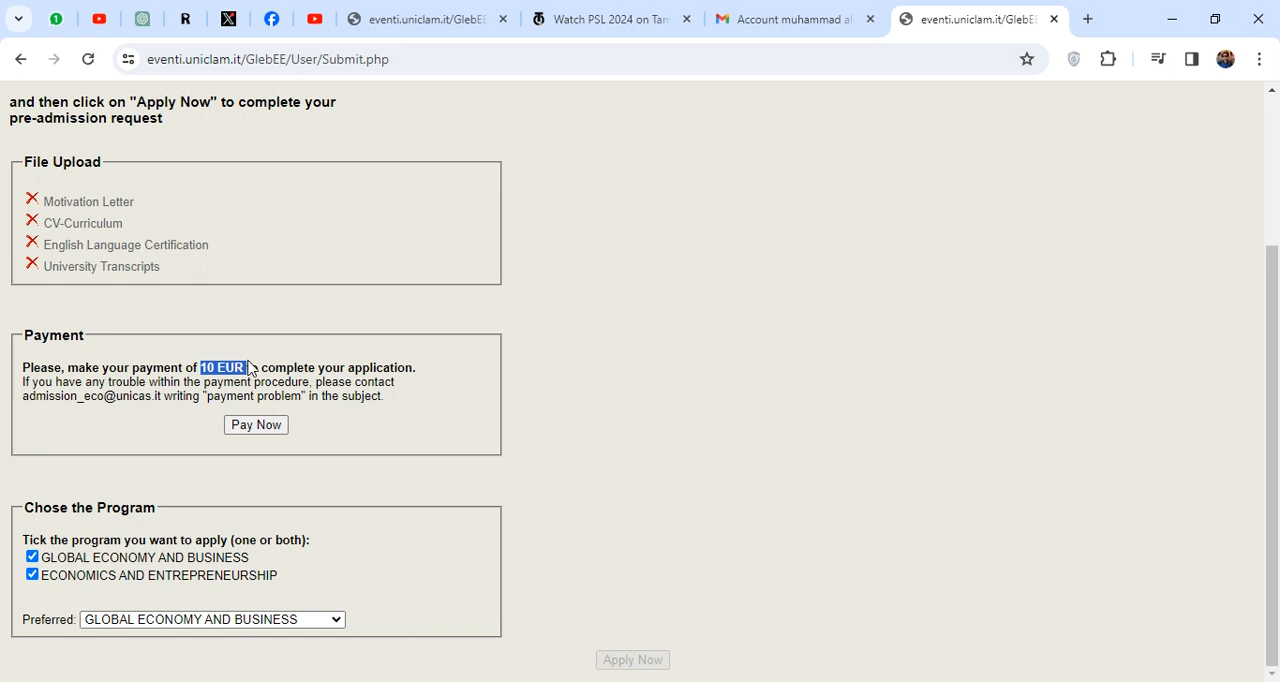 eventi.uniclam.it/GlebEE
Watch PSL 2024 on Tam
Account muhammad al
eventi.uniclam.it/GlebEE
eventi.uniclam.it/GlebEE/User/Submit.php
and then click on "Apply Now" to complete your
pre-admission request
File Upload
Motivation Letter
CV-Curriculum
English Language Certification
University Transcripts
Payment
Please, make your payment of 10 EUR complete your application.
If you have any trouble within the payment procedure, please contact
admission_eco@unicas.it writing "payment problem" in the subject.
Pay Now
Chose the Program
Tick the program you want to apply (one or both):
GLOBAL ECONOMY AND BUSINESS
ECONOMICS AND ENTREPRENEURSHIP
Preferred: GLOBAL ECONOMY AND BUSINESS
Apply Now